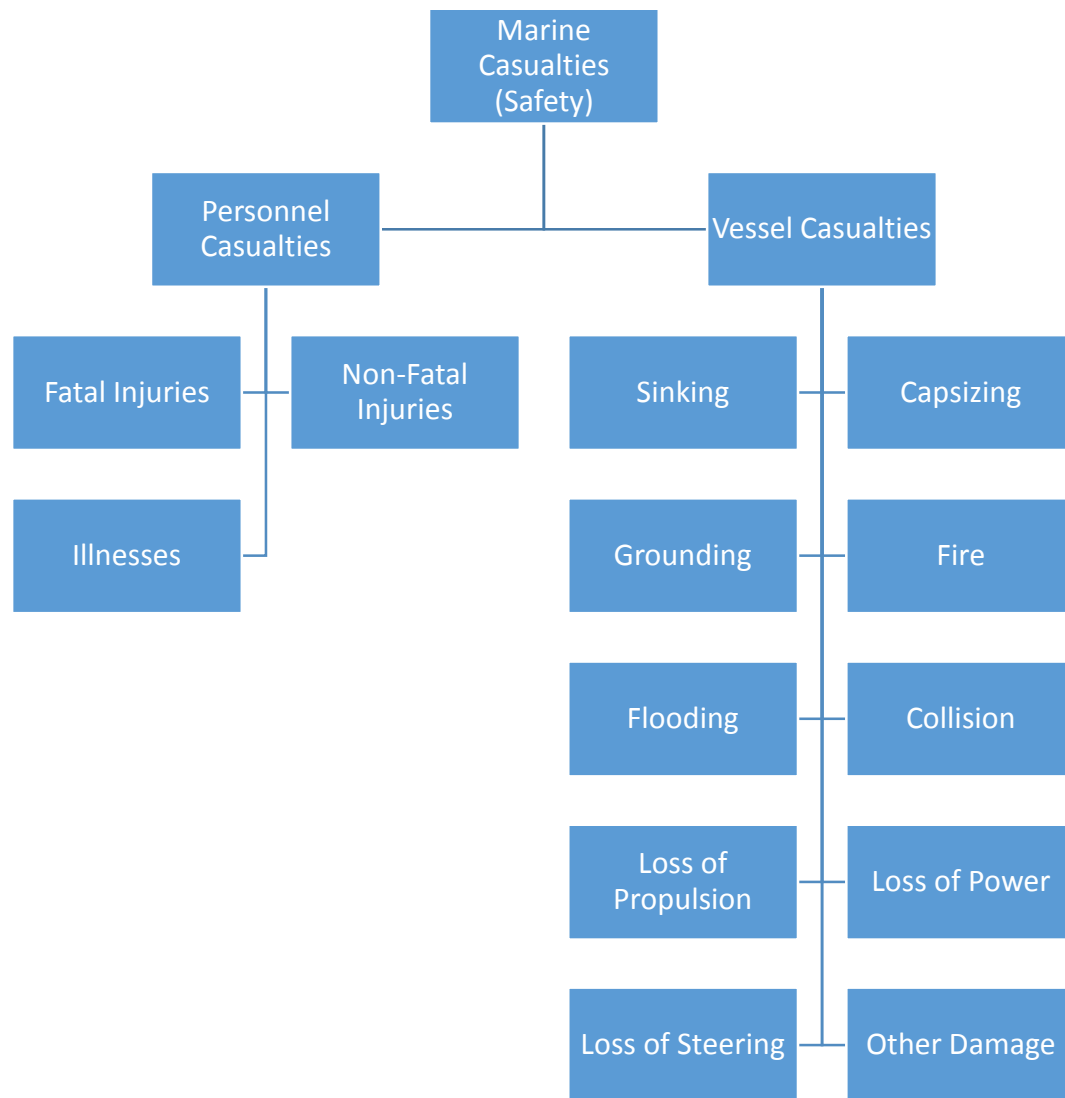 Marine
Casualties
(Safety)
Personnel
Casualties
Vessel Casualties
Fatal Injuries
Non-Fatal
Injuries
Illnesses
Sinking
Capsizing
Grounding
Fire
Flooding
Collision
Loss of
Propulsion
Loss of Power
Loss of Steering
Other Damage